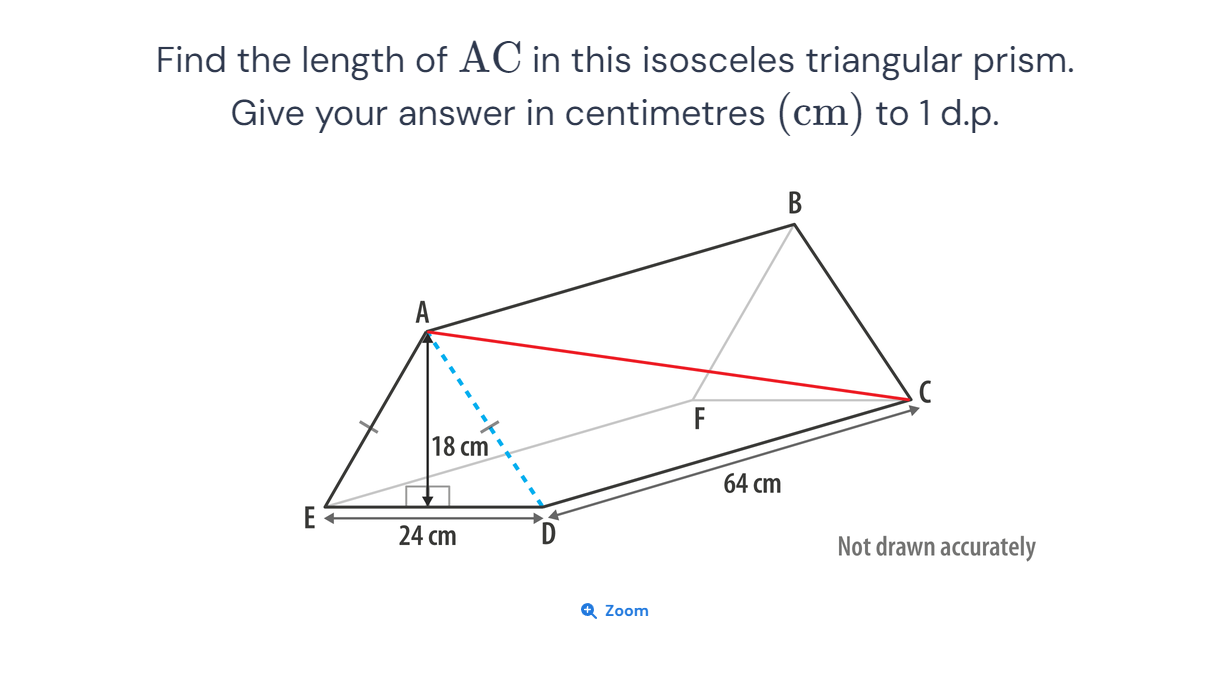 Find the length of AC in this isosceles triangular prism.
Give your answer in centimetres (cm) to 1 d.p.
B
A
C
F
18 cm
64 cm
E
D
24 cm
Not drawn accurately
Zoom